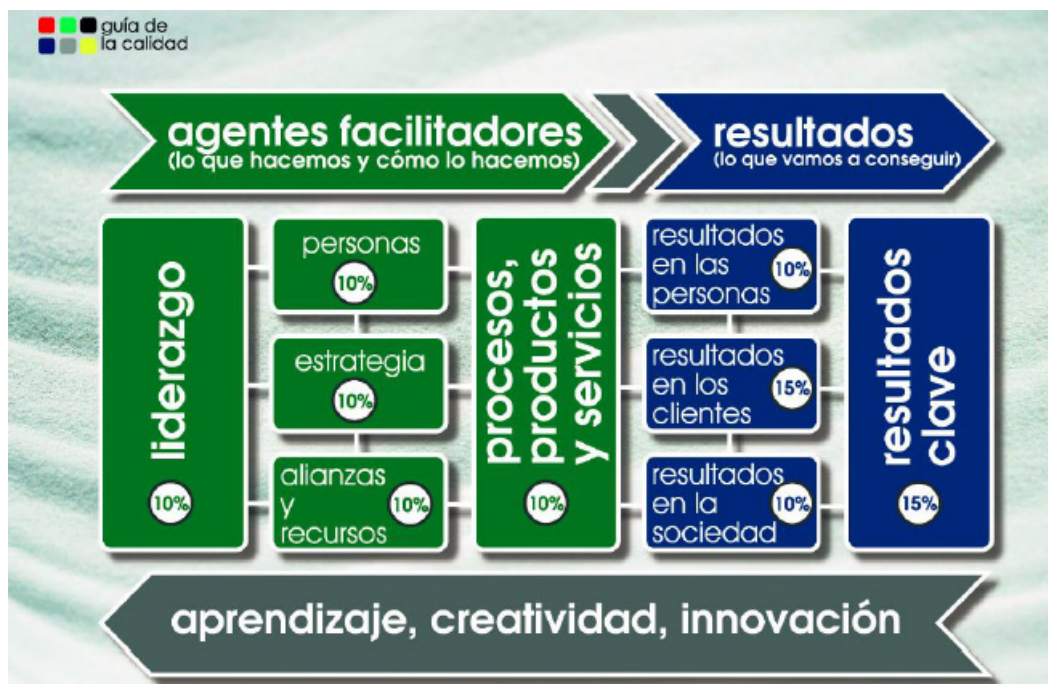 guía de
la calidad
agentes facilitadores
(lo que hacemos y cómo lo hacemos)
resultados
(lo que vamos a conseguir)
liderazgo
10%
personas
10%
estrategia
10%
alianzas
y
recursos
10%
procesos,
productos
y servicios
10%
resultados
en las
personas
10%
resultados
en los
clientes
15%
resultados
en la
sociedad
10%
resultados
clave
15%
aprendizaje, creatividad, innovación